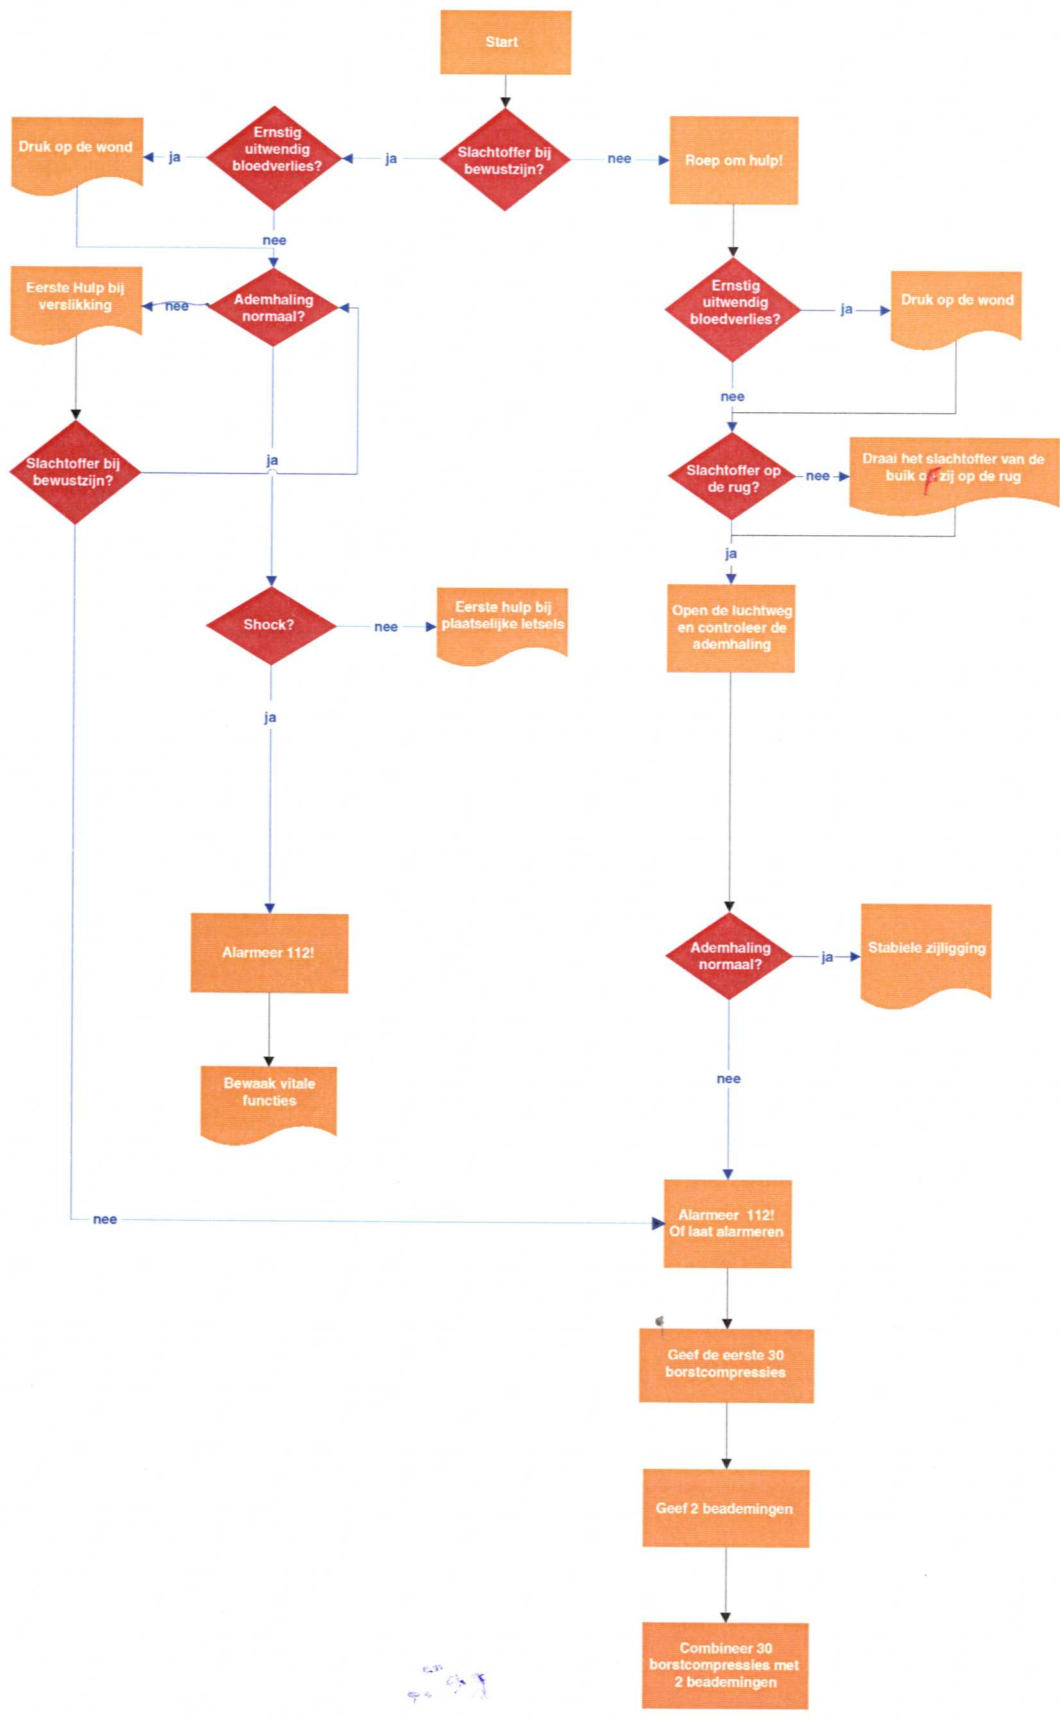 Start
Slachtoffer bij
bewustzijn?
ja
nee
Ernstig
uitwendig
bloedverlies?
ja
Druk op de wond
nee
Ademhaling
normaal?
nee
Eerste Hulp bij
verslikking
Slachtoffer bij
bewustzijn?
ja
Shock?
nee
Eerste hulp bij
plaatselijke letsels
ja
Alarmeer 112!
Bewaak vitale
functies
nee
Roep om hulp!
Ernstig
uitwendig
bloedverlies?
ja
Druk op de wond
nee
Slachtoffer op
de rug?
nee
Draai het slachtoffer van de
buik of zij op de rug
ja
Open de luchtweg
en controleer de
ademhaling
Ademhaling
normaal?
ja
Stabiele zijligging
nee
Alarmeer 112!
Of laat alarmeren
Geef de eerste 30
borstcompressies
Geef 2 beademingen
Combineer 30
borstcompressies met
2 beademingen